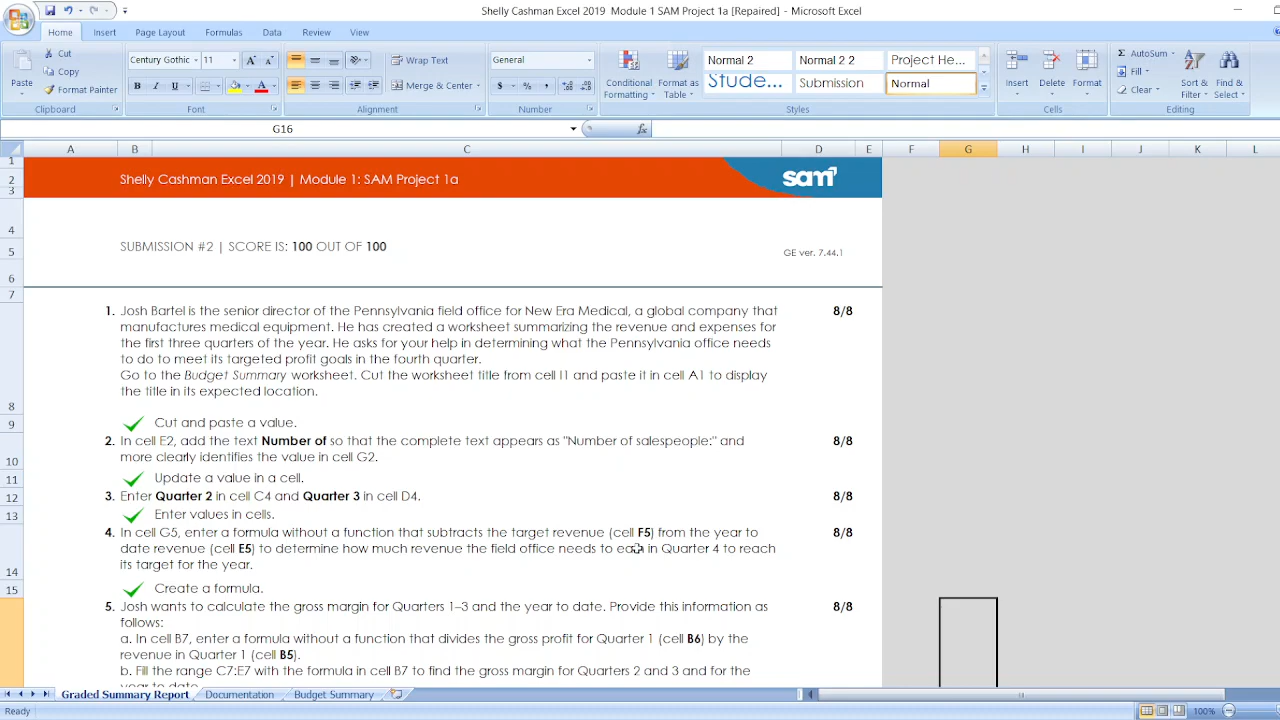 Shelly Cashman Excel 2019 Module 1 SAM Project 1a [Repaired] - Microsoft Excel
Home Insert Page Layout Formulas Data Review View
Paste Cut Copy Format Painter Clipboard
Century Gothic 11 B I U A Font
Wrap Text Merge & Center Alignment
General $ % , Number
Conditional Formatting Format as Table Normal 2 Normal 2 2 Project He... Stude... Submission Normal Styles
Insert Delete Format Cells
Σ AutoSum Fill Clear Sort & Filter Find & Select Editing
G16 fx
A B C D E F G H I J K L
1
2 Shelly Cashman Excel 2019 | Module 1: SAM Project 1a sam
3
4 SUBMISSION #2 | SCORE IS: 100 OUT OF 100
5 GE ver. 7.44.1
6
7
1. Josh Bartel is the senior director of the Pennsylvania field office for New Era Medical, a global company that 8/8
manufactures medical equipment. He has created a worksheet summarizing the revenue and expenses for
the first three quarters of the year. He asks for your help in determining what the Pennsylvania office needs
to do to meet its targeted profit goals in the fourth quarter.
Go to the Budget Summary worksheet. Cut the worksheet title from cell I1 and paste it in cell A1 to display
the title in its expected location.
8
9 Cut and paste a value.
2. In cell E2, add the text Number of so that the complete text appears as "Number of salespeople:" and 8/8
10 more clearly identifies the value in cell G2.
11 Update a value in a cell.
12 3. Enter Quarter 2 in cell C4 and Quarter 3 in cell D4. 8/8
13 Enter values in cells.
4. In cell G5, enter a formula without a function that subtracts the target revenue (cell F5) from the year to 8/8
date revenue (cell E5) to determine how much revenue the field office needs to in Quarter 4 to reach
14 its target for the year.
15 Create a formula.
5. Josh wants to calculate the gross margin for Quarters 1–3 and the year to date. Provide this information as 8/8
follows:
a. In cell B7, enter a formula without a function that divides the gross profit for Quarter 1 (cell B6) by the
revenue in Quarter 1 (cell B5).
b. Fill the range C7:E7 with the formula in cell B7 to find the gross margin for Quarters 2 and 3 and for the
year to date.
Graded Summary Report Documentation Budget Summary
Ready 100%